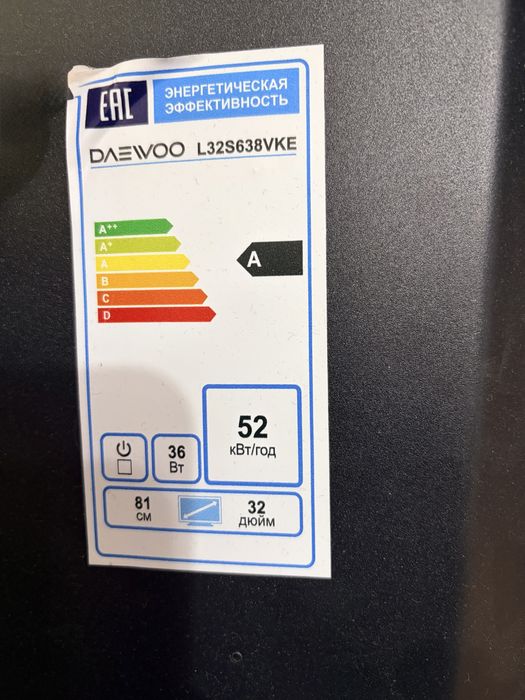 EAC
ЭНЕРГЕТИЧЕСКАЯ
ЭФФЕКТИВНОСТЬ
DAEWOO L32S638VKE
A++
A+
A
B
C
D
A
36
Вт
52
кВт/год
81
см
32
дюйм